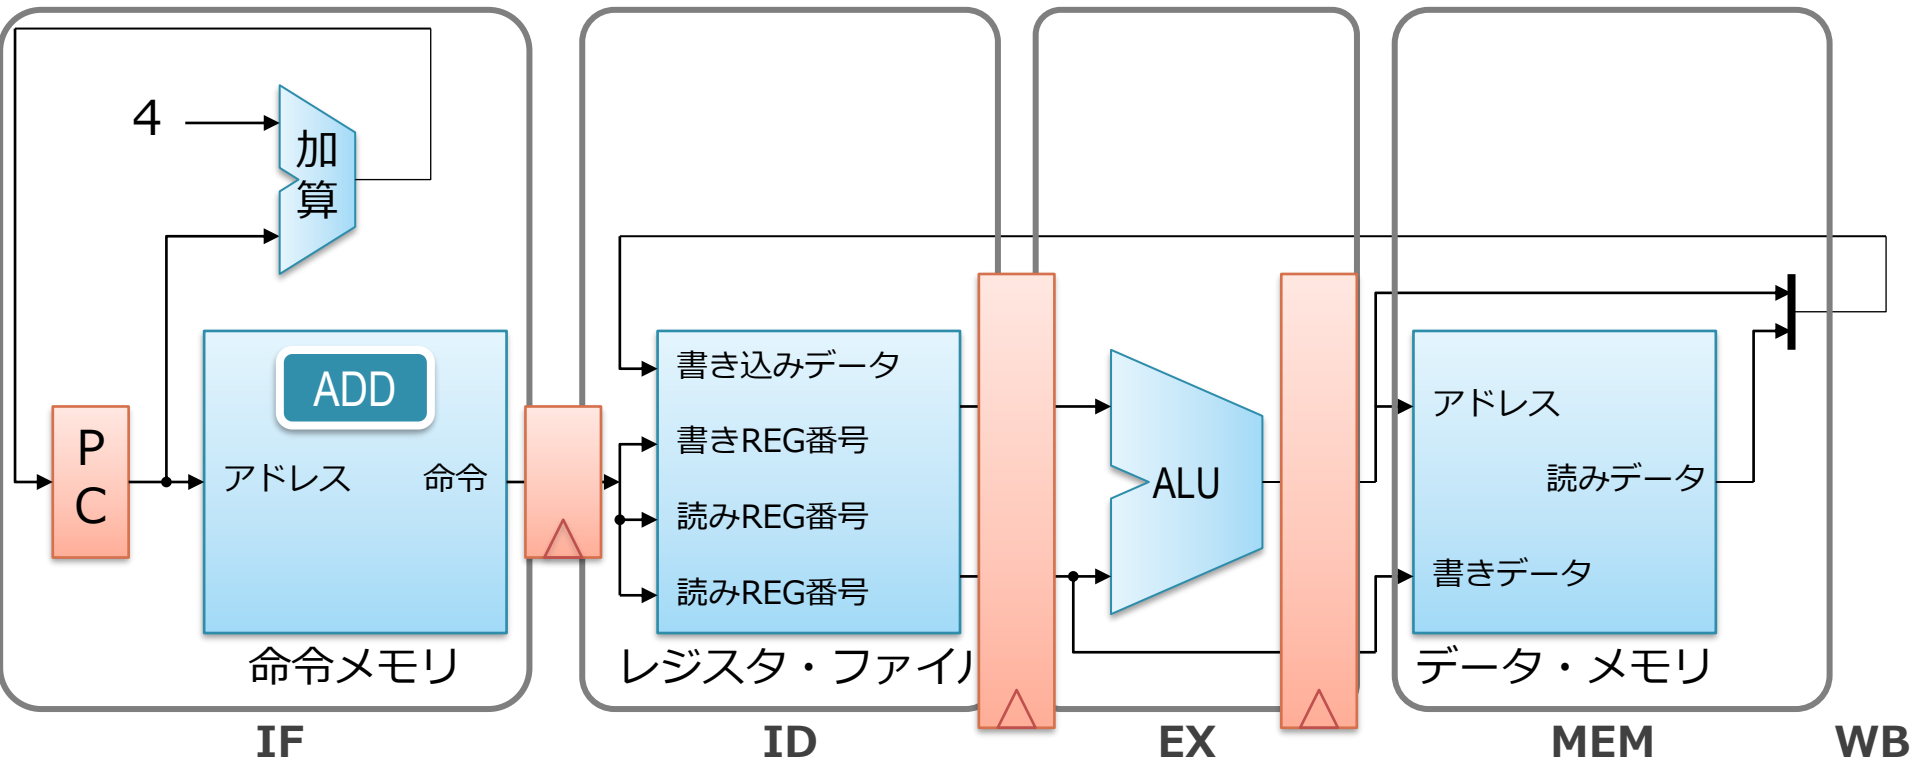 4
加
算
ADD
P
C
アドレス
命令
命令メモリ
書き込みデータ
書きREG番号
読みREG番号
読みREG番号
レジスタ・ファイル
ALU
アドレス
読みデータ
書きデータ
データ・メモリ
IF
ID
EX
MEM
WB